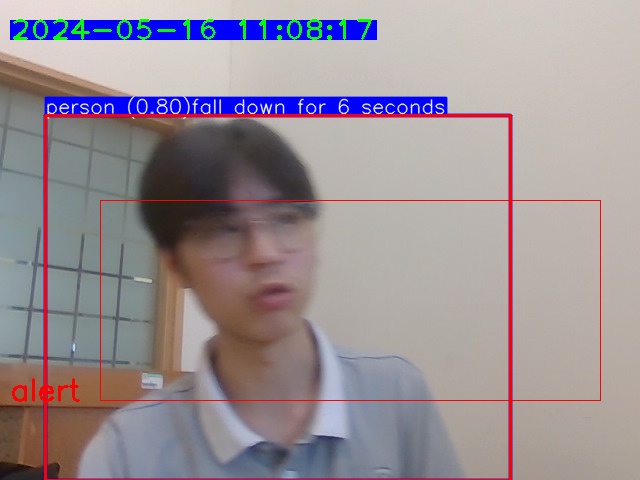 2024-05-16 11:08:17
person (0.80)fall down for 6 seconds
alert